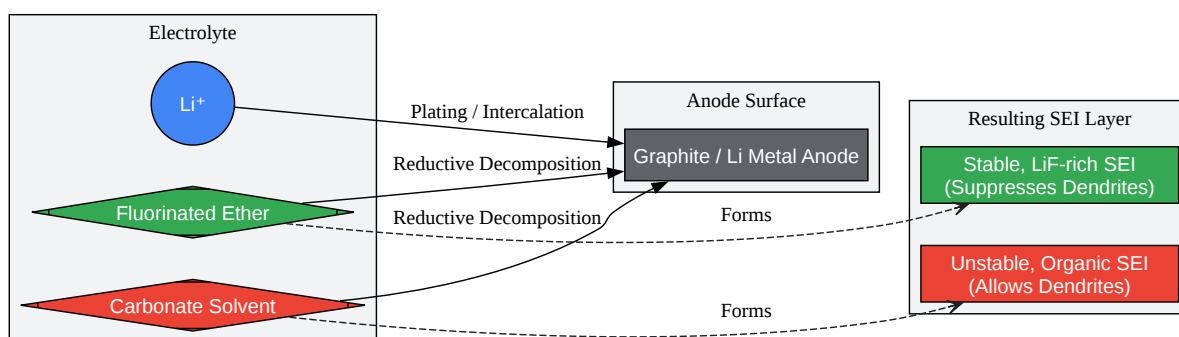 Electrolyte
Li⁺
Plating / Intercalation
Anode Surface
Graphite / Li Metal Anode
Resulting SEI Layer
Reductive Decomposition
Stable, LiF-rich SEI
(Suppresses Dendrites)
Fluorinated Ether
Reductive Decomposition
Forms
Unstable, Organic SEI
(Allows Dendrites)
Carbonate Solvent
Forms